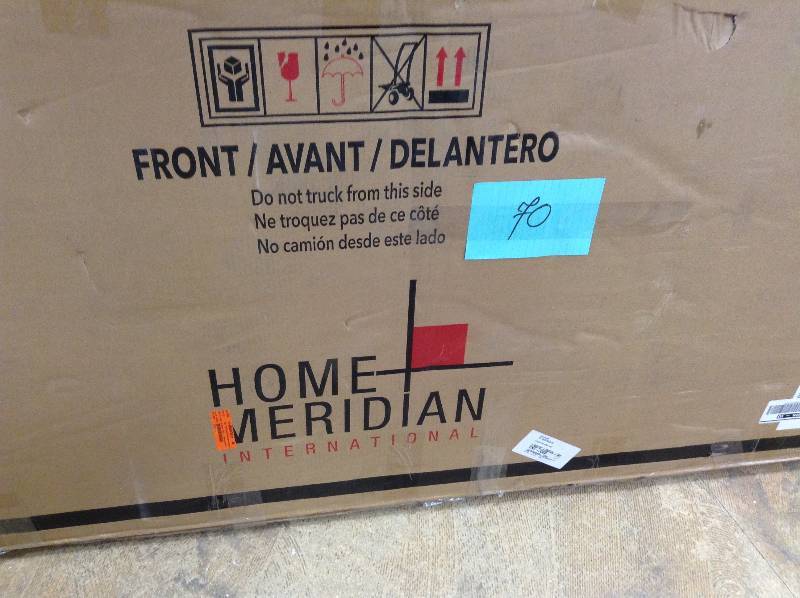 FRONT / AVANT / DELANTERO
Do not truck from this side
Ne troquez pas de ce côté
No camión desde este lado
70
HOME
MERIDIAN
INTERNATIONAL